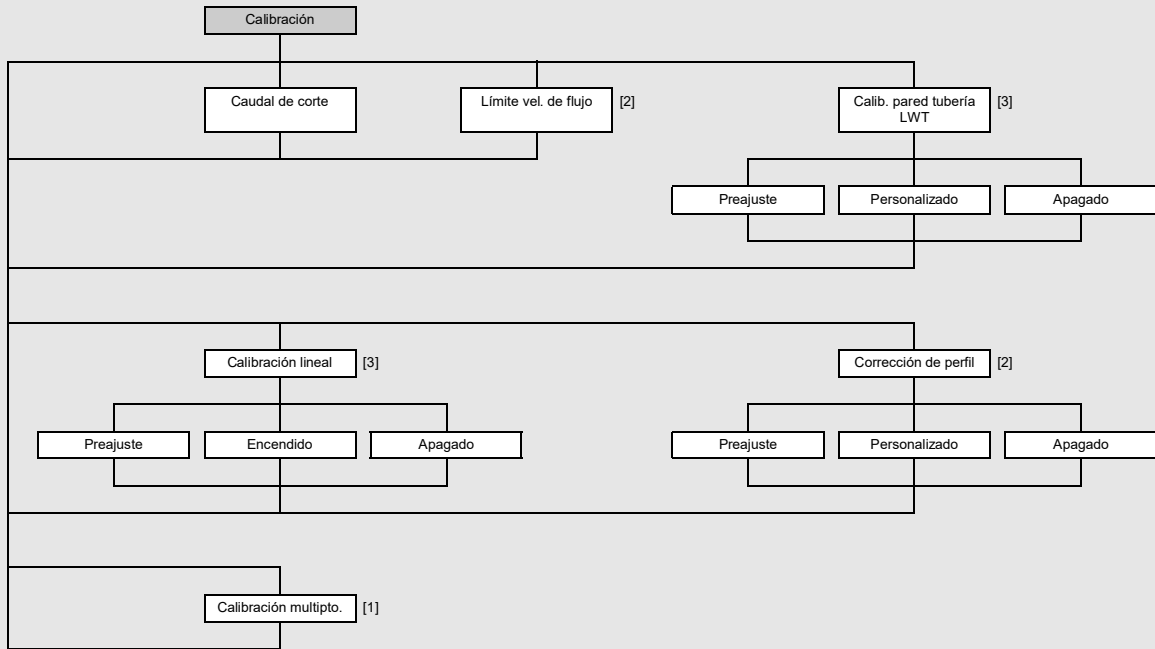 Calibración
Caudal de corte
Límite vel. de flujo [2]
Calib. pared tubería
LWT
[3]
Preajuste
Personalizado
Apagado
Calibración lineal [3]
Corrección de perfil [2]
Preajuste
Encendido
Apagado
Preajuste
Personalizado
Apagado
Calibración multipto. [1]